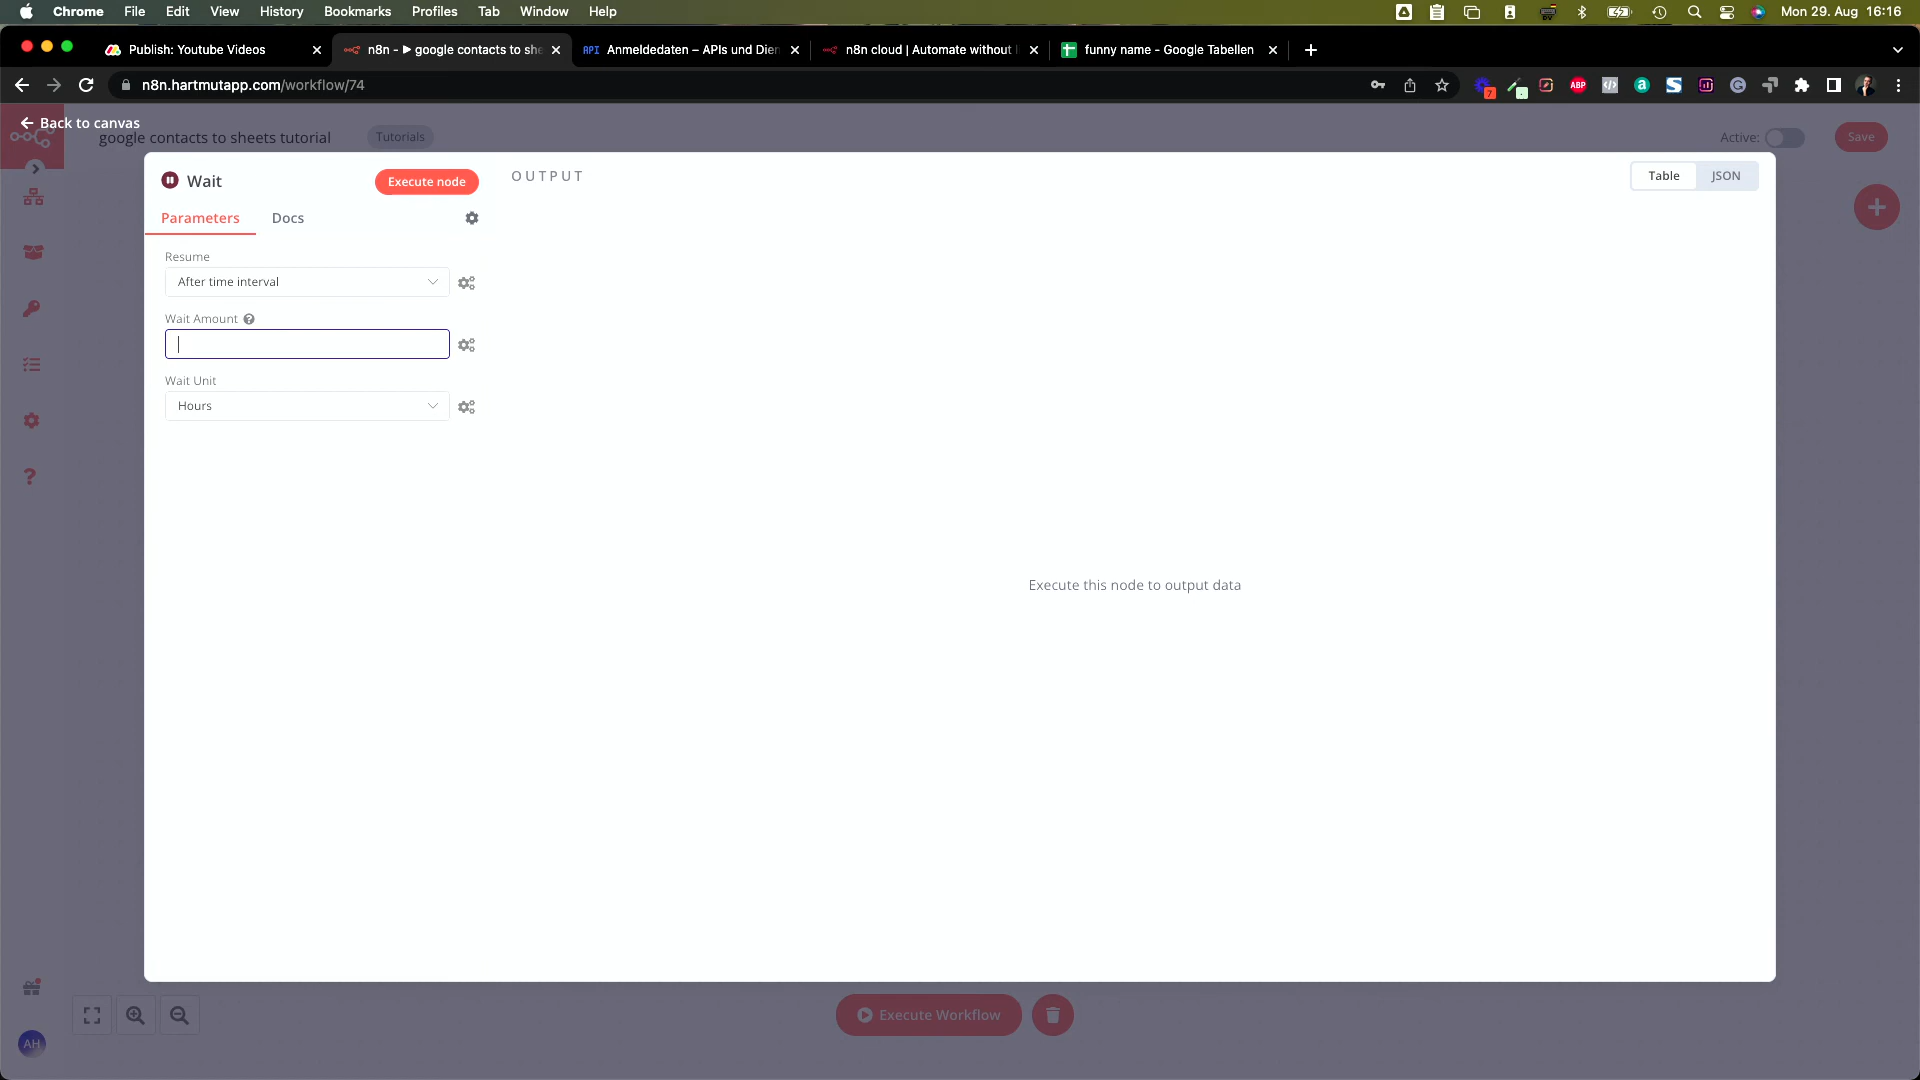 Chrome File Edit View History Bookmarks Profiles Tab Window Help Mon 29. Aug 16:16
Publish: Youtube Videos n8n - ▶ google contacts to she Anmeldedaten – APIs und Dien n8n cloud | Automate without funny name - Google Tabellen
n8n.hartmutapp.com/workflow/74
7
ABP
Back to canvas
google contacts to sheets tutorial Tutorials Active: Save
Wait Execute node OUTPUT Table JSON
Parameters Docs
Resume
After time interval
Wait Amount
Wait Unit
Hours
Execute this node to output data
Execute Workflow
AH